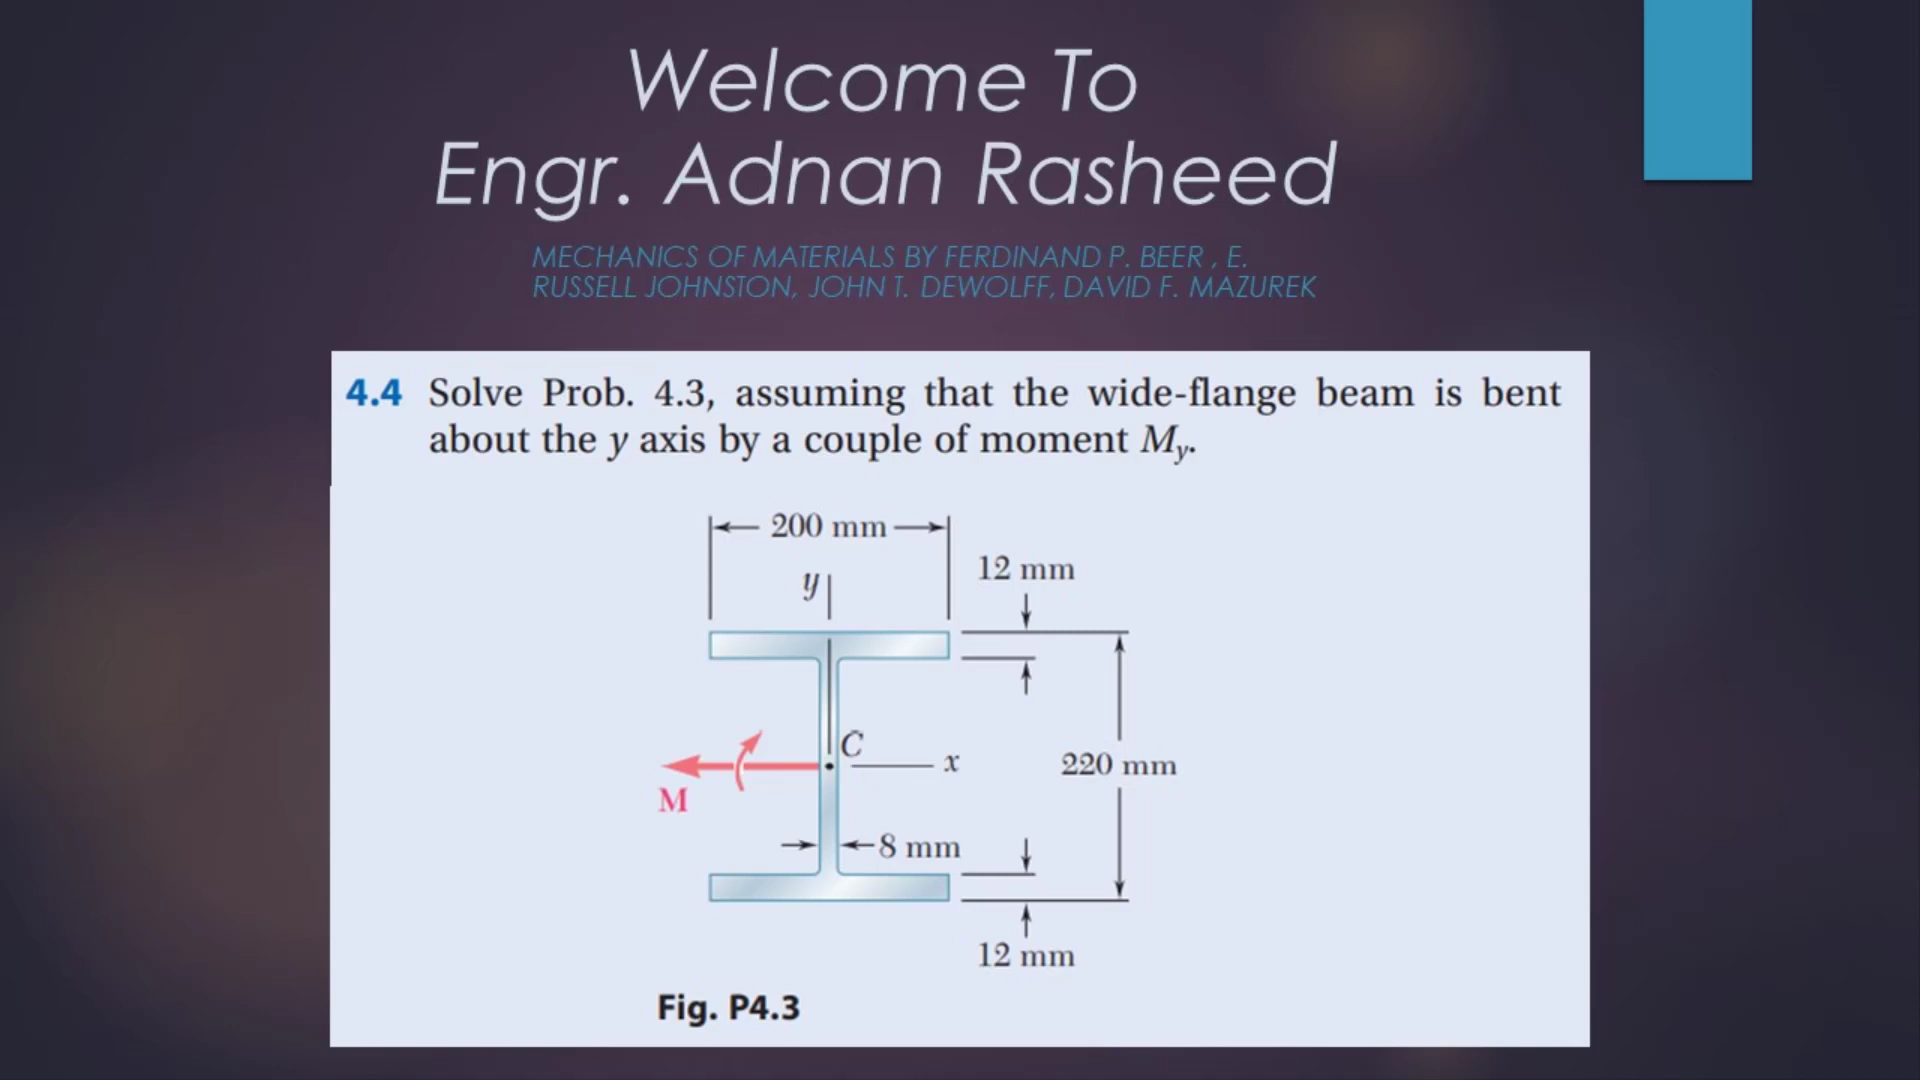 Welcome To
Engr. Adnan Rasheed
MECHANICS OF MATERIALS BY FERDINAND P. BEER , E.
RUSSELL JOHNSTON, JOHN T. DEWOLFF, DAVID F. MAZUREK
4.4 Solve Prob. 4.3, assuming that the wide-flange beam is bent
about the y axis by a couple of moment My.
200 mm
12 mm
y
C
x
220 mm
M
8 mm
12 mm
Fig. P4.3